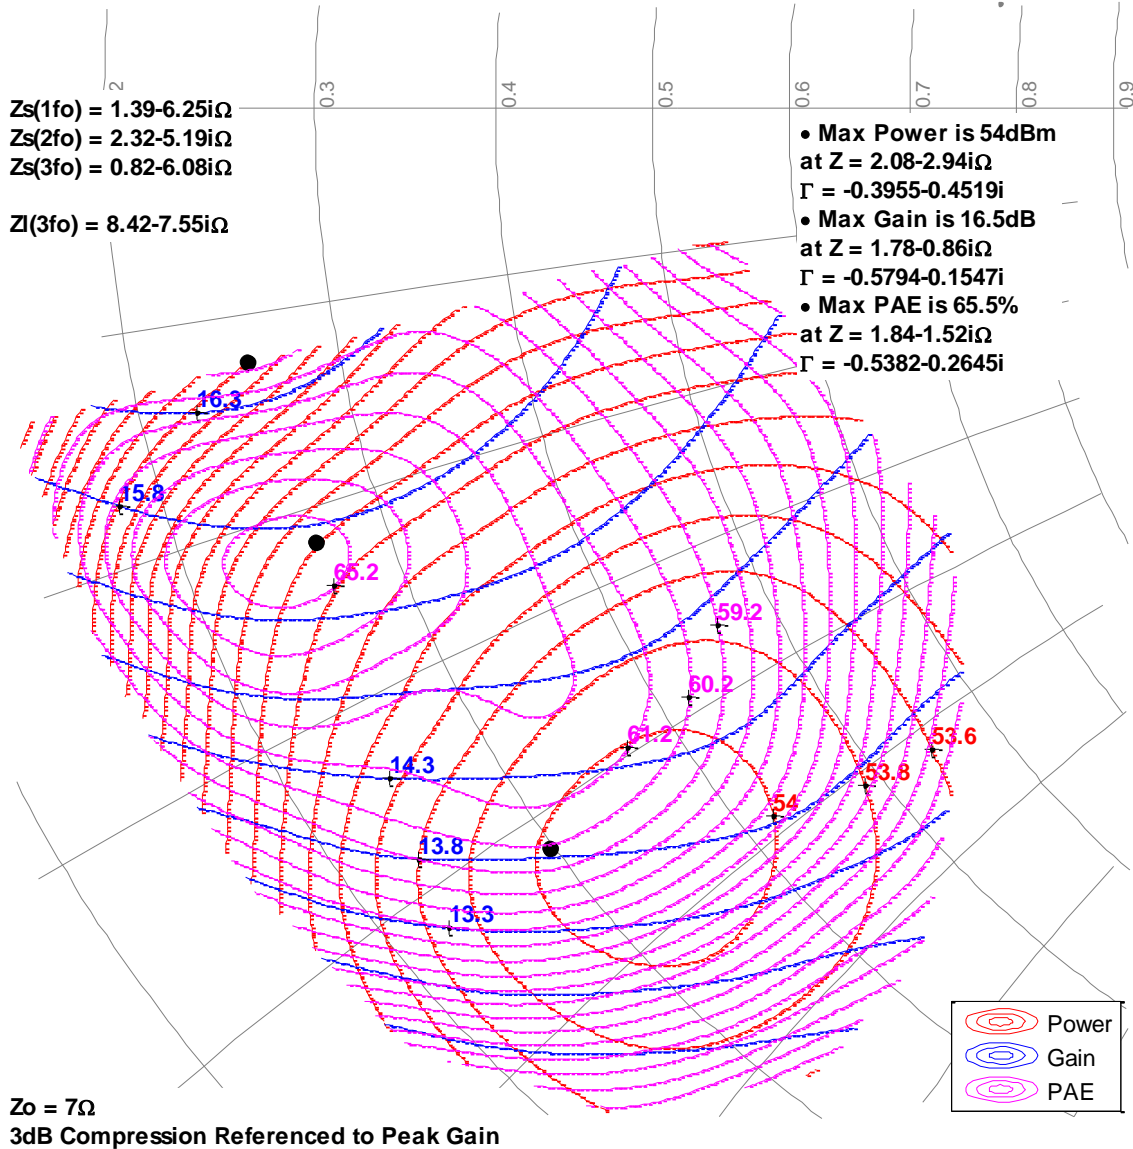 2
0.3
0.4
0.5
0.6
0.7
0.8
0.9
Zs(1fo) = 1.39-6.25iΩ
Zs(2fo) = 2.32-5.19iΩ
Zs(3fo) = 0.82-6.08iΩ
Zl(3fo) = 8.42-7.55iΩ
• Max Power is 54dBm
at Z = 2.08-2.94iΩ
Γ = -0.3955-0.4519i
• Max Gain is 16.5dB
at Z = 1.78-0.86iΩ
Γ = -0.5794-0.1547i
• Max PAE is 65.5%
at Z = 1.84-1.52iΩ
Γ = -0.5382-0.2645i
16.3
15.8
65.2
59.2
60.2
61.2
53.6
14.3
53.8
54
13.8
13.3
Power
Gain
PAE
Zo = 7Ω
3dB Compression Referenced to Peak Gain